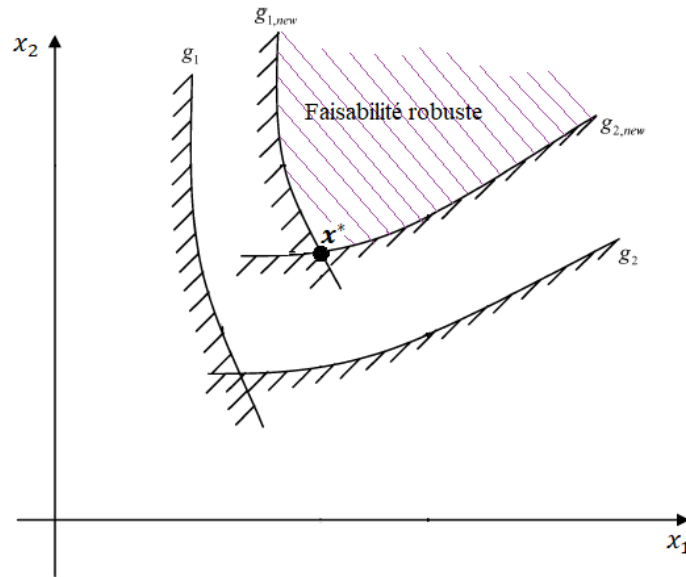 g₁,new
x₂
g₁
Faisabilité robuste
g₂,new
x*
g₂
x₁